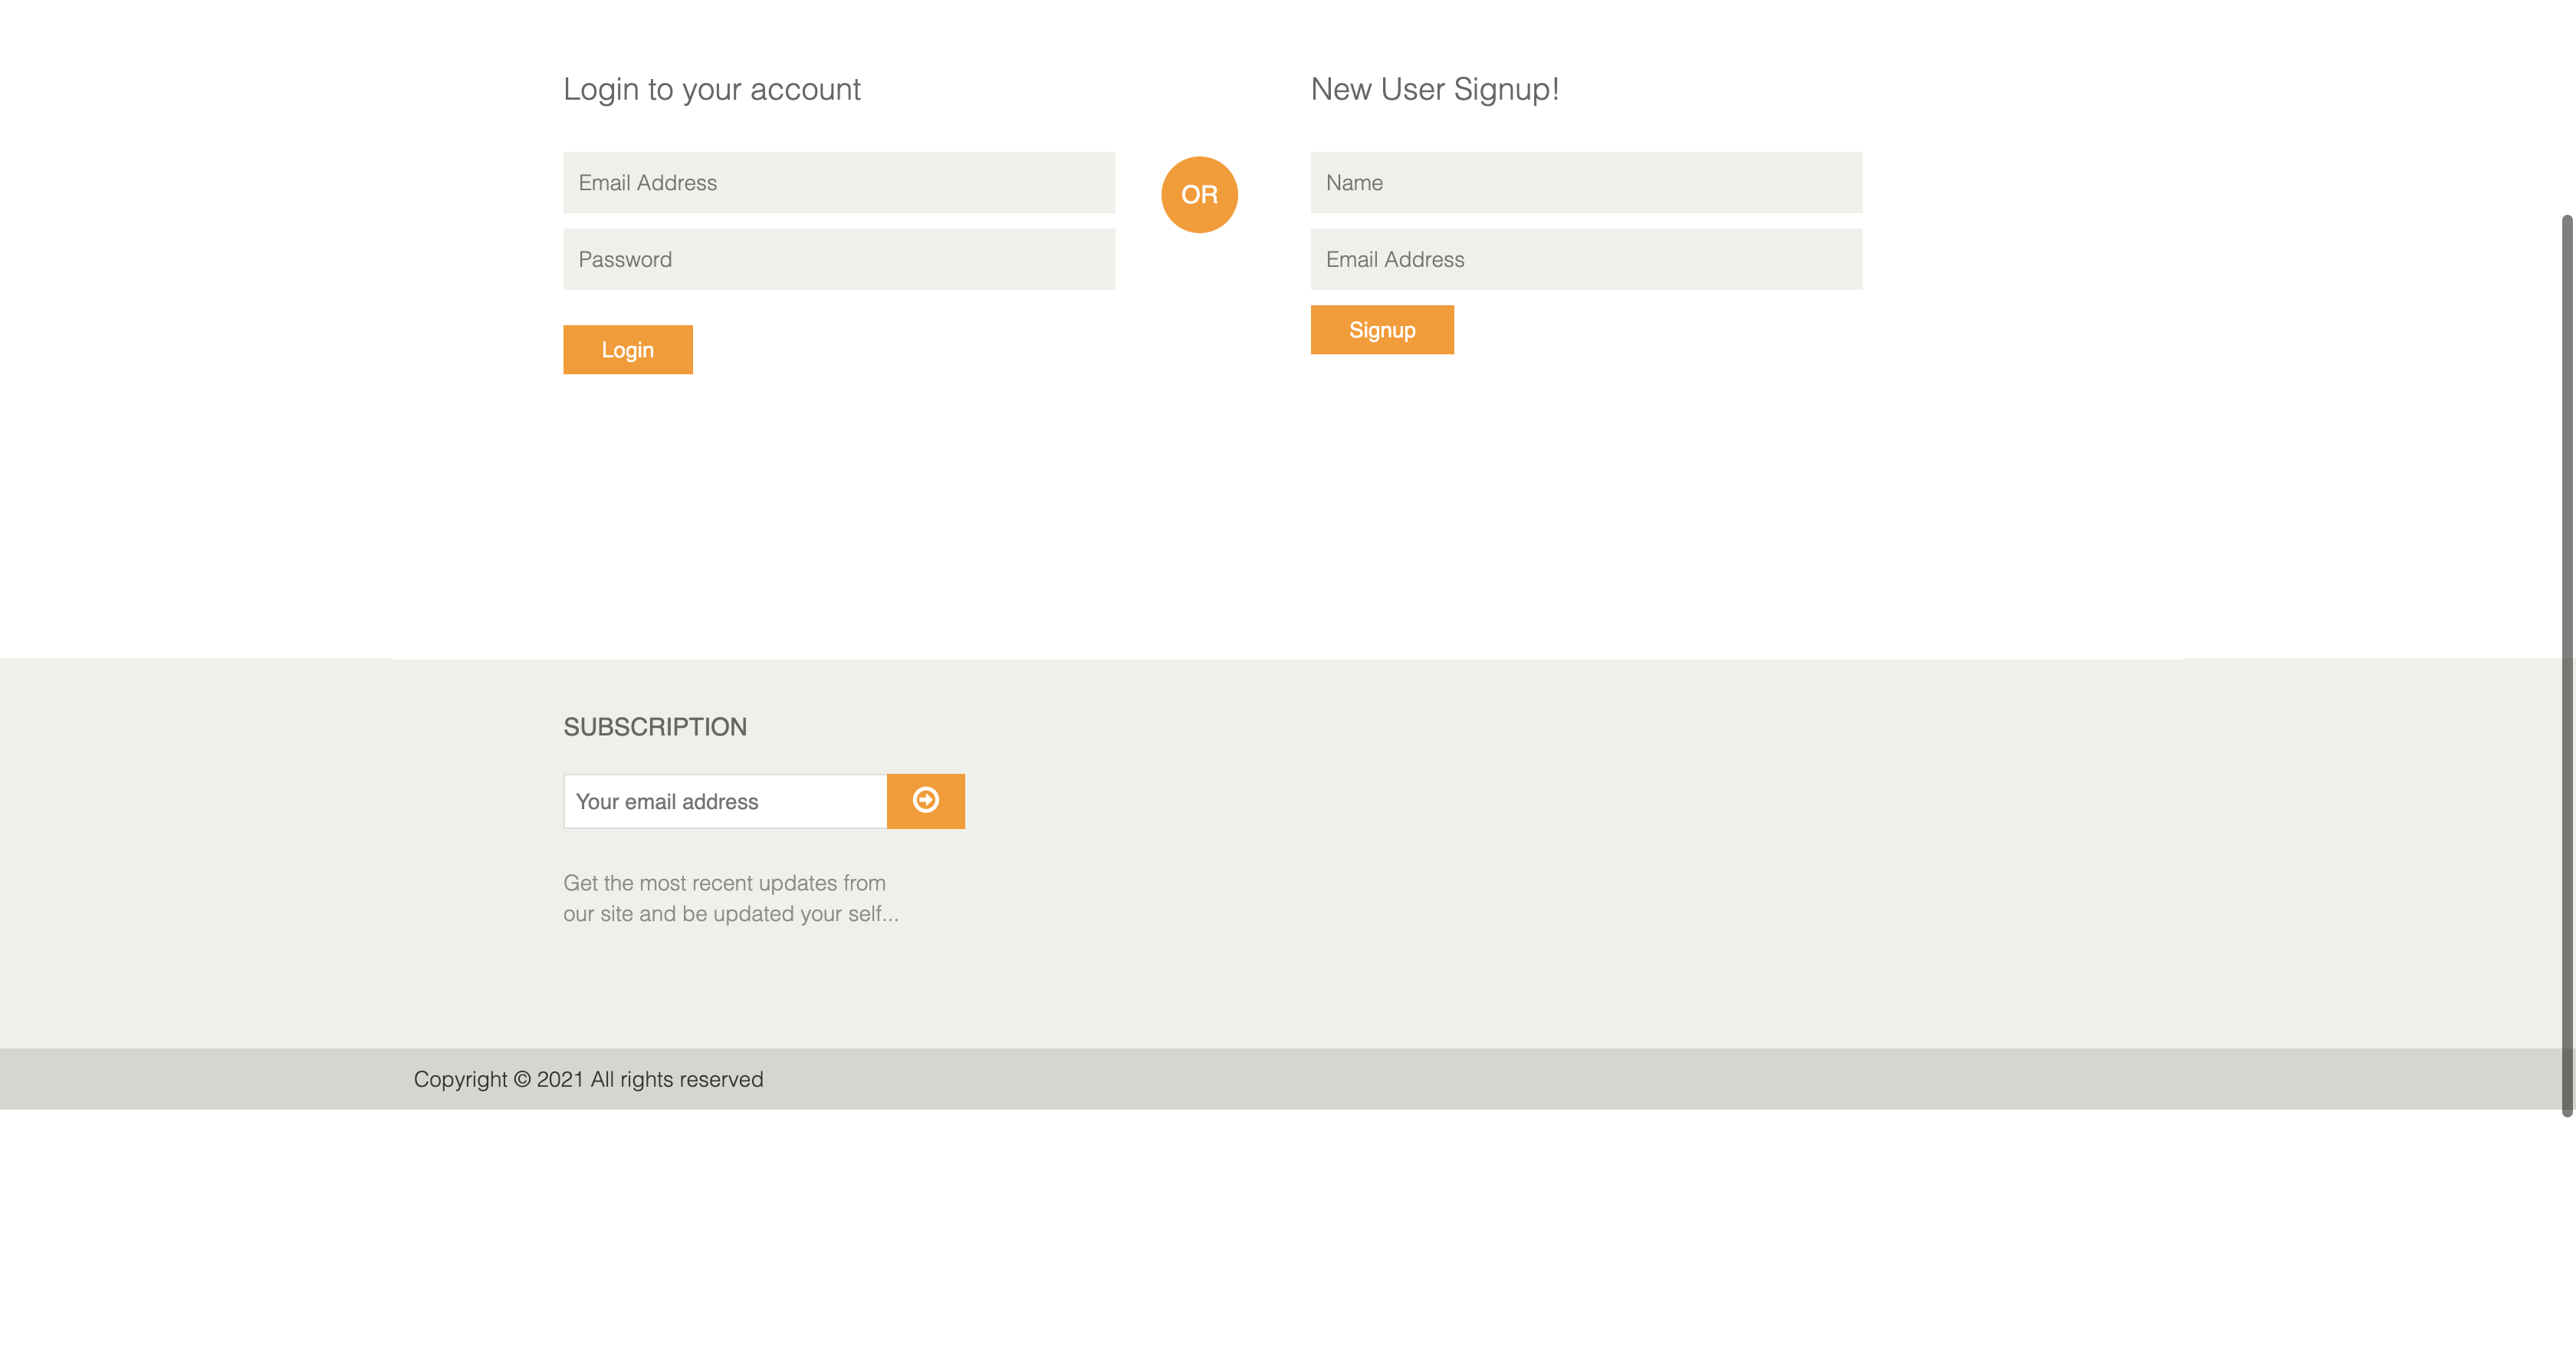 Login to your account
Email Address
Password
Login
OR
New User Signup!
Name
Email Address
Signup
SUBSCRIPTION
Your email address
Get the most recent updates from
our site and be updated your self...
Copyright © 2021 All rights reserved